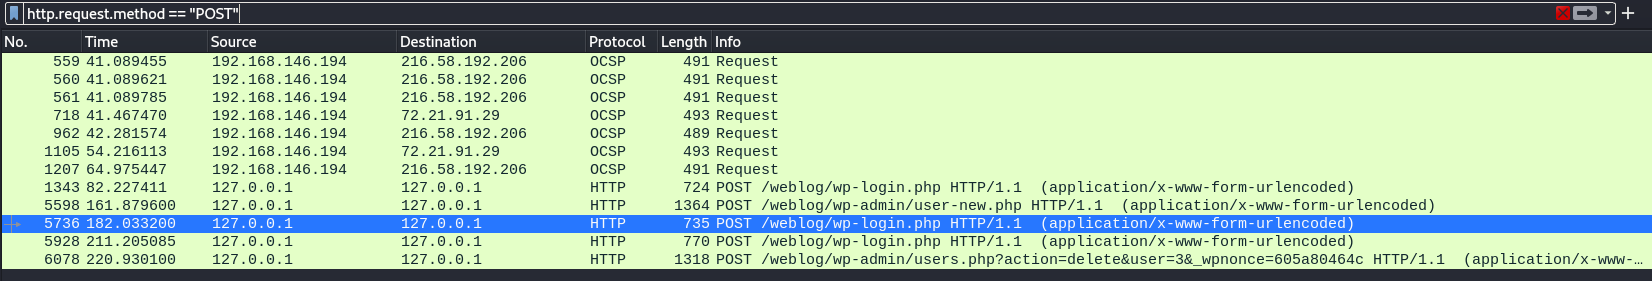 http.request.method == "POST"
No. Time Source Destination Protocol Length Info
559 41.089455 192.168.146.194 216.58.192.206 OCSP 491 Request
560 41.089621 192.168.146.194 216.58.192.206 OCSP 491 Request
561 41.089785 192.168.146.194 216.58.192.206 OCSP 491 Request
718 41.467470 192.168.146.194 72.21.91.29 OCSP 493 Request
962 42.281574 192.168.146.194 216.58.192.206 OCSP 489 Request
1105 54.216113 192.168.146.194 72.21.91.29 OCSP 493 Request
1207 64.975447 192.168.146.194 216.58.192.206 OCSP 491 Request
1343 82.227411 127.0.0.1 127.0.0.1 HTTP 724 POST /weblog/wp-login.php HTTP/1.1 (application/x-www-form-urlencoded)
5598 161.879600 127.0.0.1 127.0.0.1 HTTP 1364 POST /weblog/wp-admin/user-new.php HTTP/1.1 (application/x-www-form-urlencoded)
5736 182.033200 127.0.0.1 127.0.0.1 HTTP 735 POST /weblog/wp-login.php HTTP/1.1 (application/x-www-form-urlencoded)
5928 211.205085 127.0.0.1 127.0.0.1 HTTP 770 POST /weblog/wp-login.php HTTP/1.1 (application/x-www-form-urlencoded)
6078 220.930100 127.0.0.1 127.0.0.1 HTTP 1318 POST /weblog/wp-admin/users.php?action=delete&user=3&_wpnonce=605a80464c HTTP/1.1 (application/x-www-…